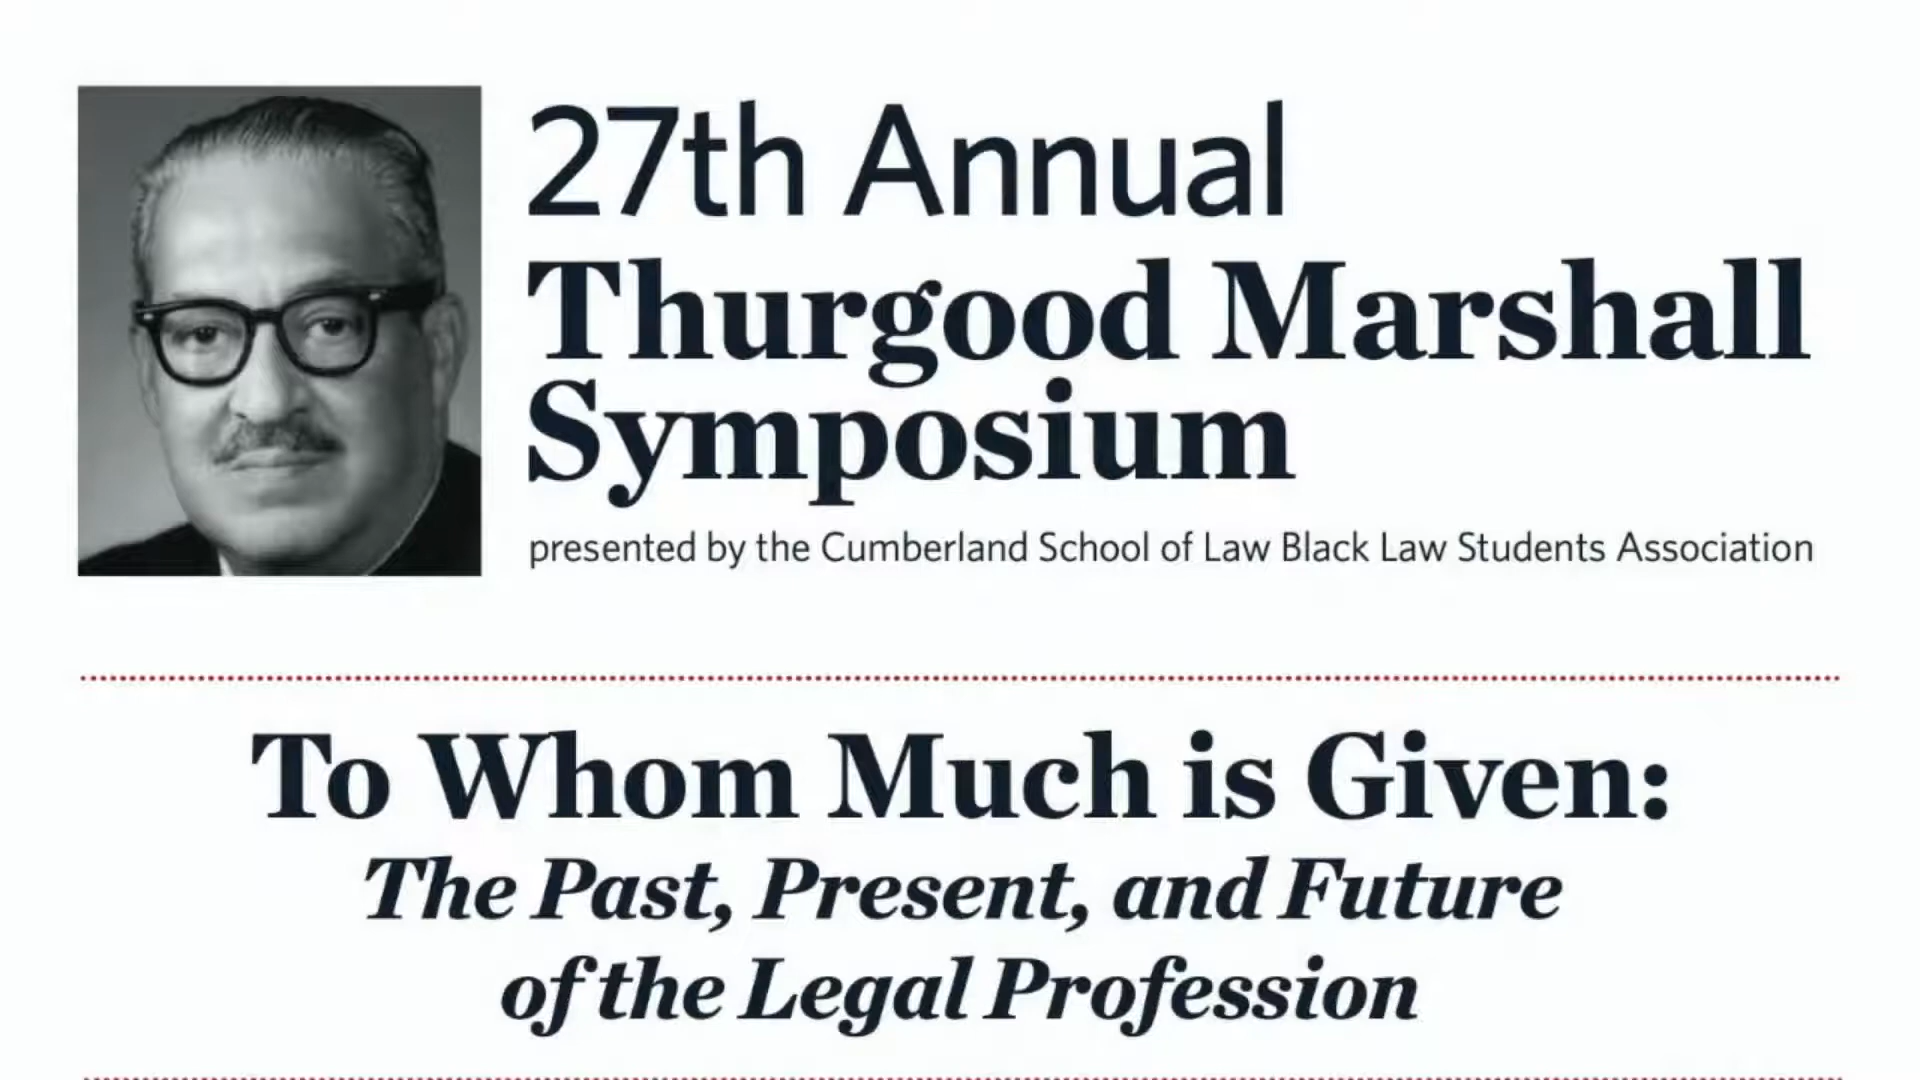 27th Annual
Thurgood Marshall
Symposium
presented by the Cumberland School of Law Black Law Students Association
To Whom Much is Given:
The Past, Present, and Future
of the Legal Profession